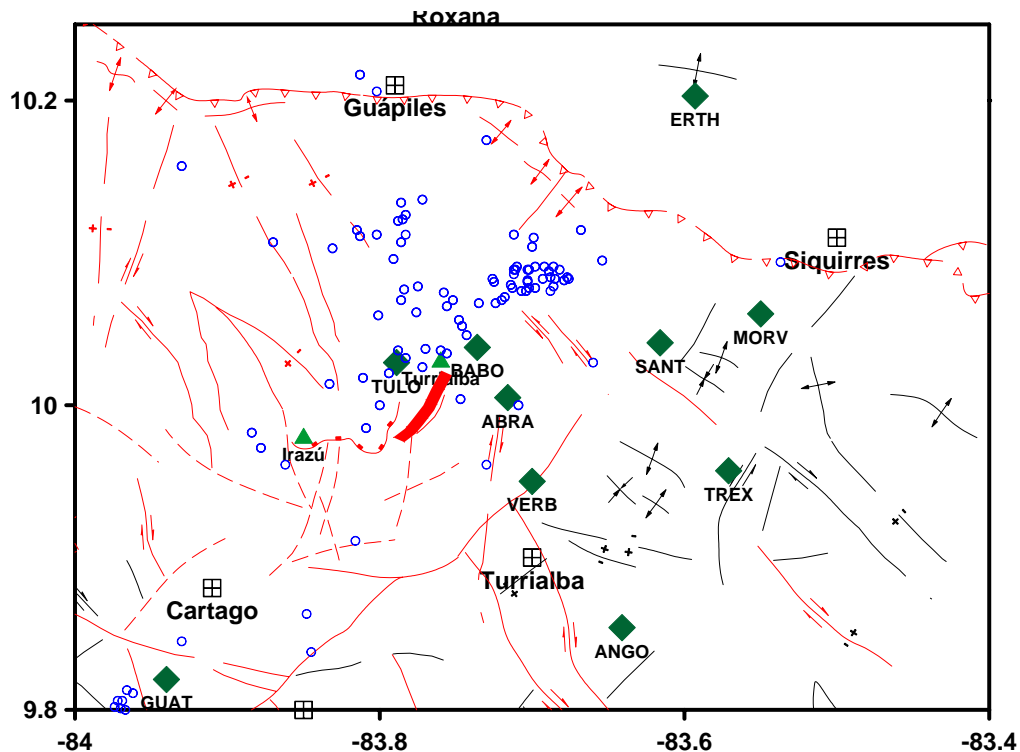 Roxana
10.2
Guápiles
ERTH
Siquirres
MORV
SANT
BABO
TULO
Turrialba
10
ABRA
Irazú
TREX
VERB
Turrialba
Cartago
ANGO
GUAT
9.8
-84
-83.8
-83.6
-83.4